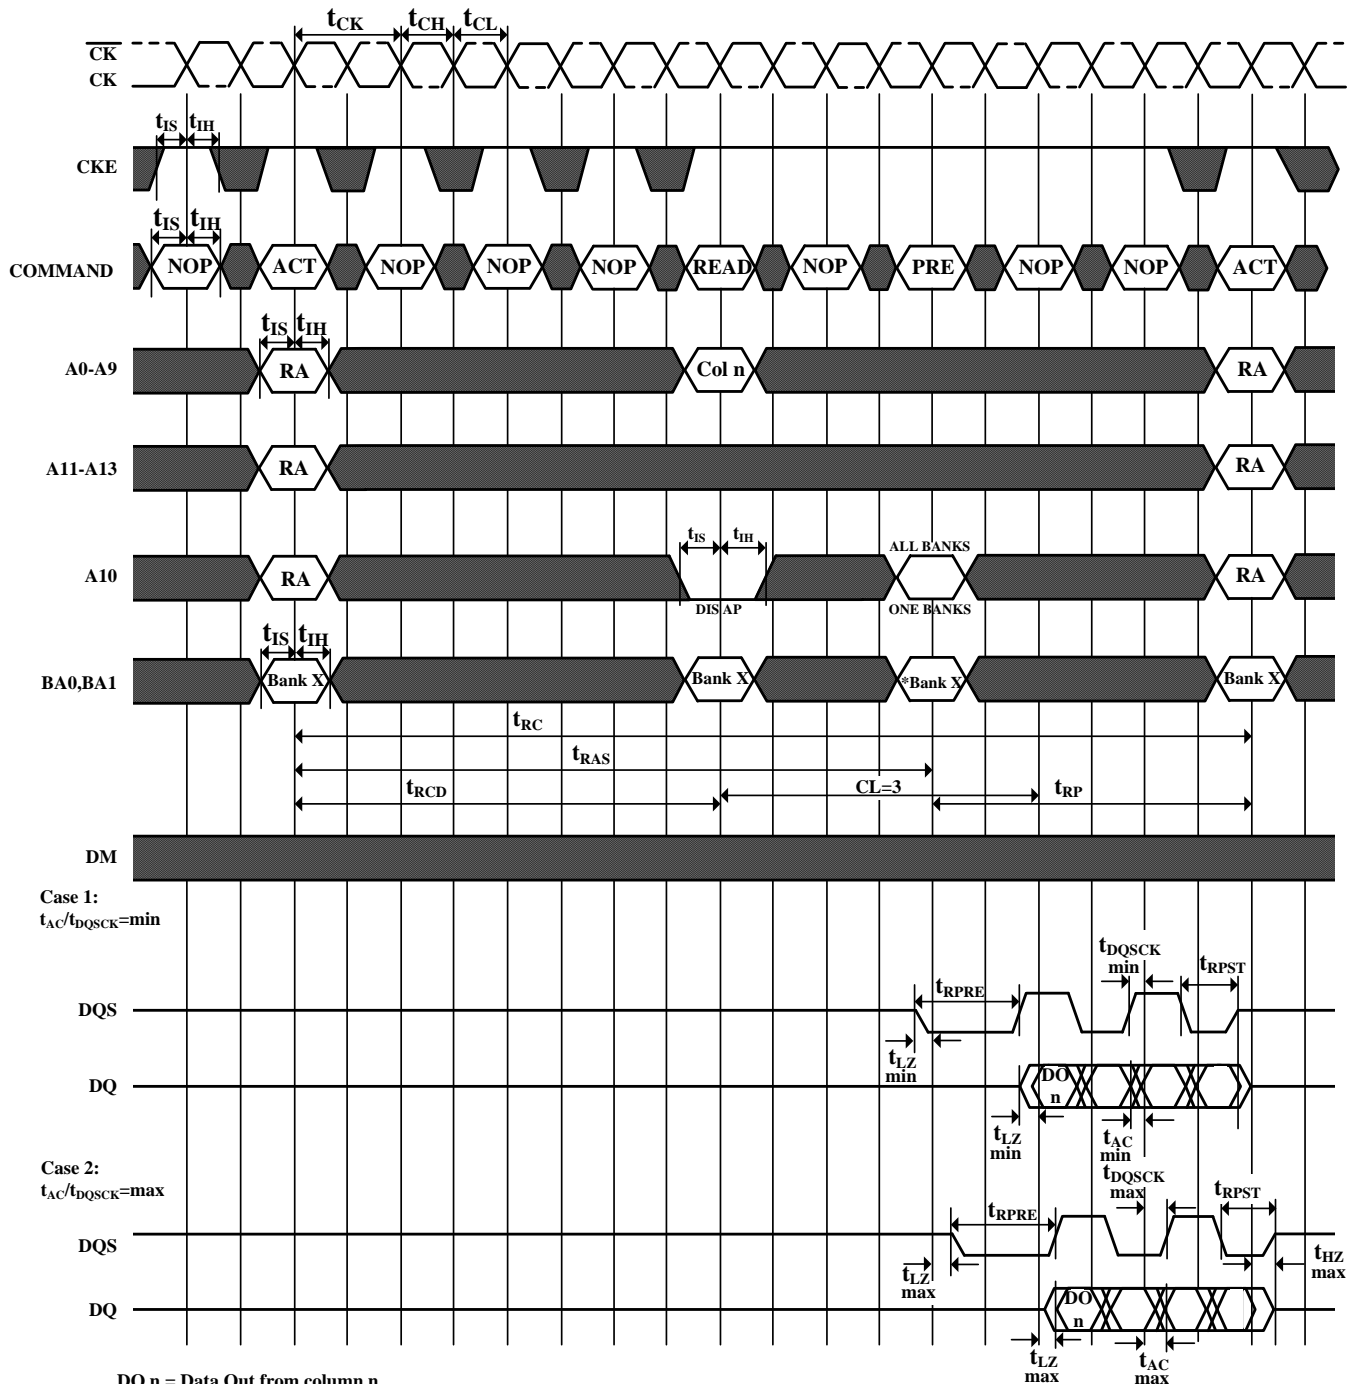 tCK tCH tCL
CK
CK
tIS tIH
CKE
tIS tIH
COMMAND NOP ACT NOP NOP NOP READ NOP PRE NOP NOP ACT
tIS tIH
A0-A9 RA Col n RA
A11-A13 RA RA
tIS tIH
ALL BANKS
A10 RA RA
DIS AP ONE BANKS
tIS tIH
BA0,BA1 Bank X Bank X *Bank X Bank X
tRC
tRAS
tRCD CL=3 tRP
DM
Case 1:
tAC/tDQSCK=min
tDQSCK
min
tRPRE tRPST
DQS
tLZ
min
DQ DO
n
tLZ
min
tAC
min
Case 2:
tAC/tDQSCK=max
tDQSCK
max
tRPRE tRPST
DQS
tLZ
max
tHZ
max
DQ DO
n
tLZ
max
tAC
max
DO n = Data Out from column n